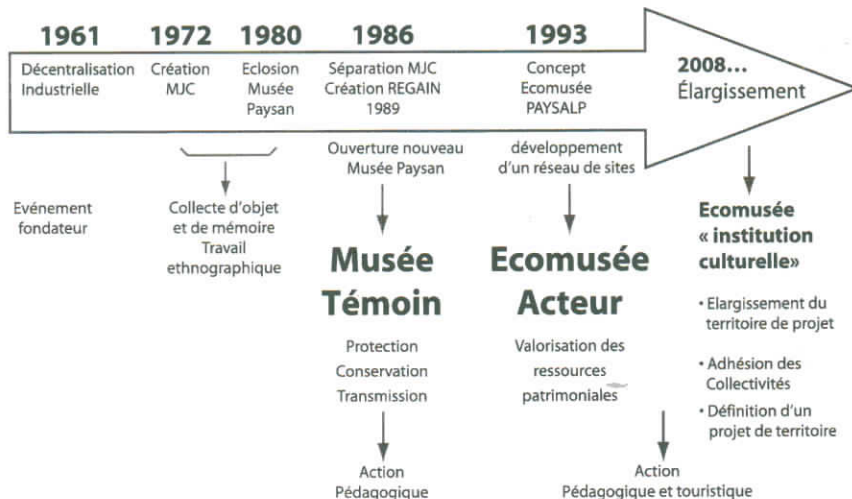 1961
Décentralisation
Industrielle
1972
Création
MJC
1980
Eclosion
Musée
Paysan
1986
Séparation MJC
Création REGAIN
1989
1993
Concept
Ecomusée
PAYSALP
2008...
Élargissement
Evénement
fondateur
Collecte d'objet
et de mémoire
Travail
ethnographique
Ouverture nouveau
Musée Paysan
Musée
Témoin
Protection
Conservation
Transmission
Action
Pédagogique
développement
d'un réseau de sites
Ecomusée
Acteur
Valorisation des
ressources
patrimoniales
Ecomusée
« institution
culturelle»
• Elargissement du
territoire de projet
• Adhésion des
Collectivités
• Définition d'un
projet de territoire
Action
Pédagogique et touristique